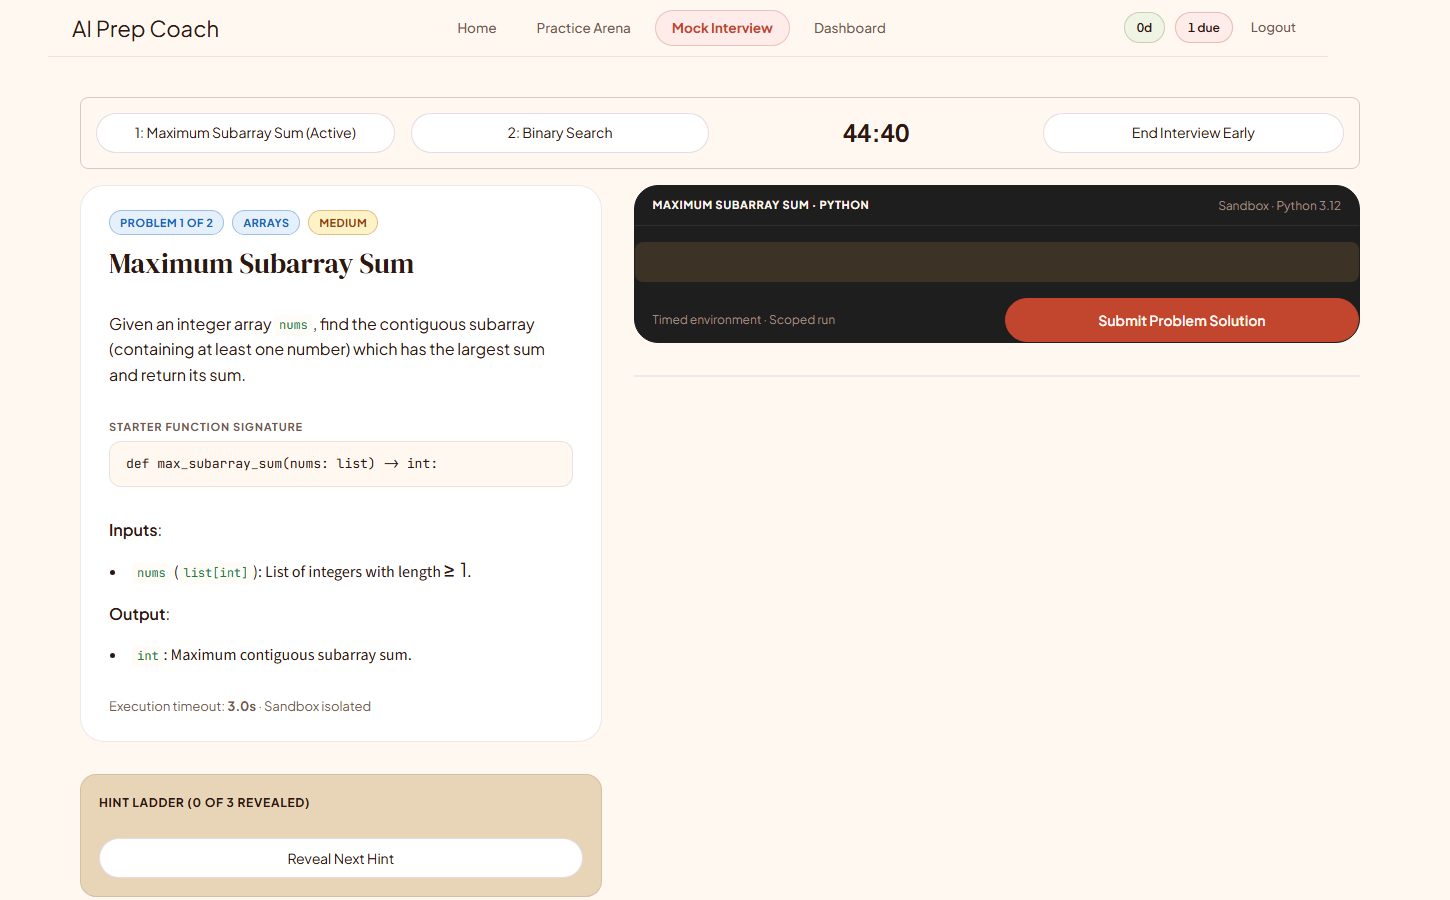 AI Prep Coach
Home
Practice Arena
Mock Interview
Dashboard
0d
1 due
Logout
1: Maximum Subarray Sum (Active)
2: Binary Search
44:40
End Interview Early
PROBLEM 1 OF 2
ARRAYS
MEDIUM
Maximum Subarray Sum
Given an integer array nums, find the contiguous subarray
(containing at least one number) which has the largest sum
and return its sum.
STARTER FUNCTION SIGNATURE
def max_subarray_sum(nums: list) → int:
Inputs:
• nums (list[int]): List of integers with length ≥ 1.
Output:
• int: Maximum contiguous subarray sum.
Execution timeout: 3.0s · Sandbox isolated
HINT LADDER (0 OF 3 REVEALED)
Reveal Next Hint
MAXIMUM SUBARRAY SUM · PYTHON
Sandbox · Python 3.12
Timed environment · Scoped run
Submit Problem Solution